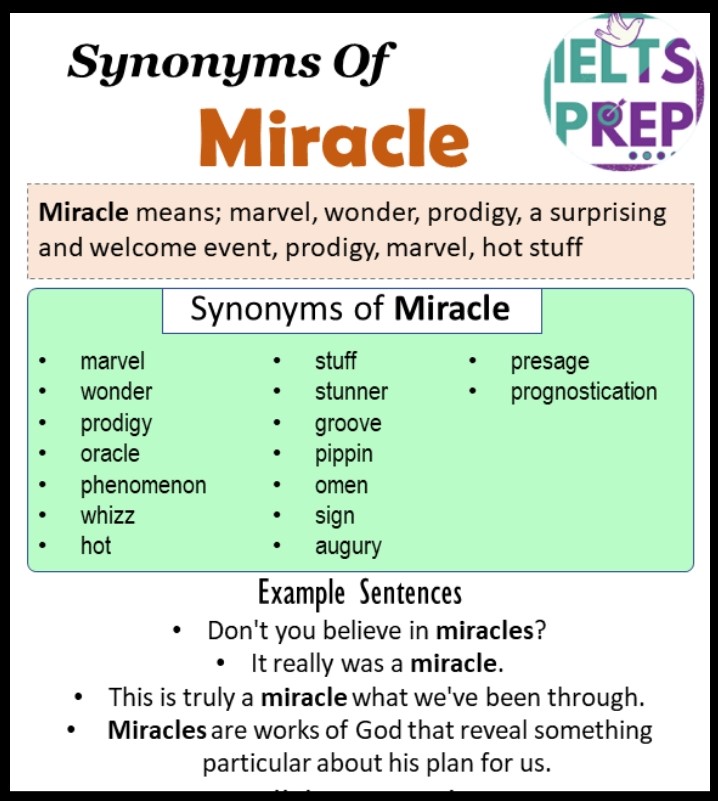 Synonyms Of
Miracle
IELTS
PREP
Miracle means; marvel, wonder, prodigy, a surprising
and welcome event, prodigy, marvel, hot stuff
Synonyms of Miracle
• marvel
• wonder
• prodigy
• oracle
• phenomenon
• whizz
• hot
• stuff
• stunner
• groove
• pippin
• omen
• sign
• augury
• presage
• prognostication
Example Sentences
• Don't you believe in miracles?
• It really was a miracle.
• This is truly a miracle what we've been through.
• Miracles are works of God that reveal something
particular about his plan for us.